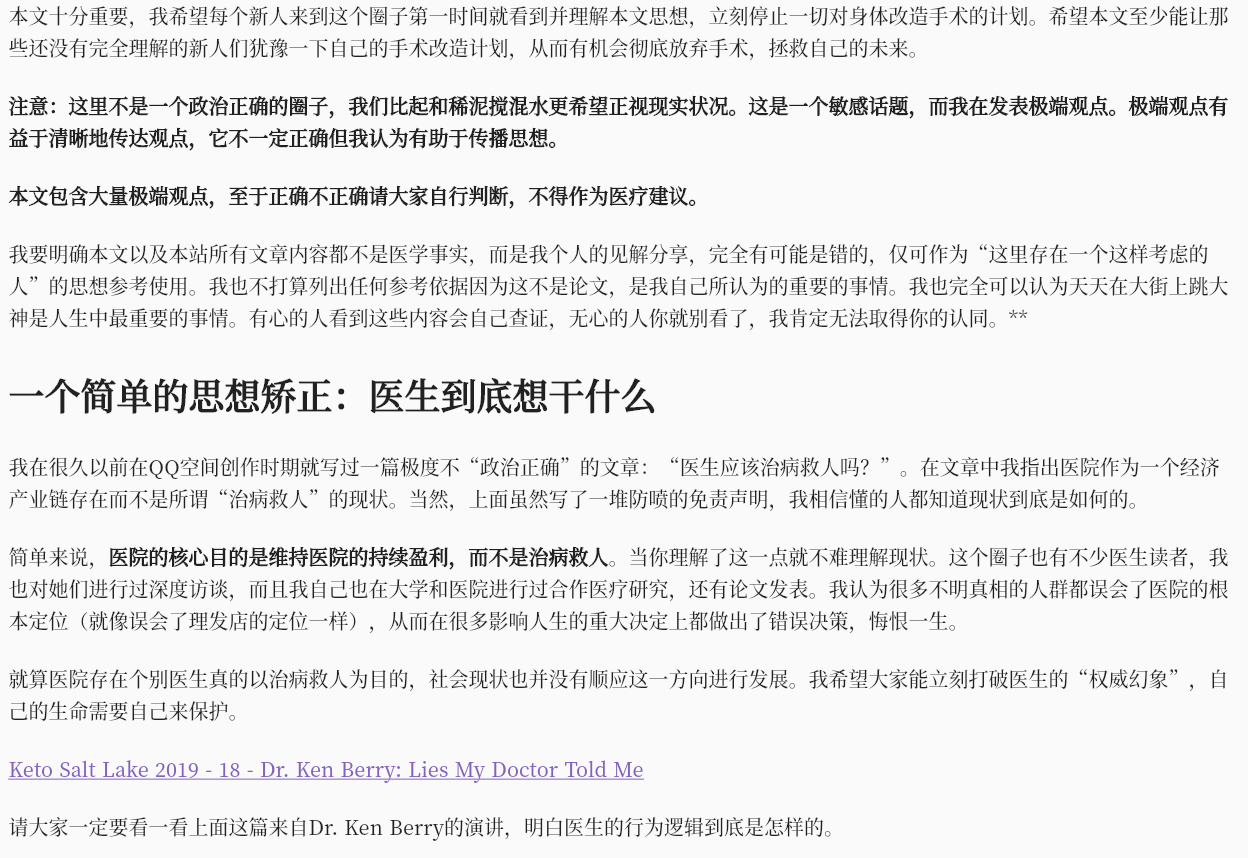 本文十分重要，我希望每个新人来到这个圈子第一时间就看到并理解本文思想，立刻停止一切对身体改造手术的计划。希望本文至少能让那
些还没有完全理解的新人们犹豫一下自己的手术改造计划，从而有机会彻底放弃手术，拯救自己的未来。
注意：这里不是一个政治正确的圈子，我们比起和稀泥搅混水更希望正视现实状况。这是一个敏感话题，而我在发表极端观点。极端观点有
益于清晰地传达观点，它不一定正确但我认为有助于传播思想。
本文包含大量极端观点，至于正确不正确请大家自行判断，不得作为医疗建议。
我要明确本文以及本站所有文章内容都不是医学事实，而是我个人的见解分享，完全有可能是错的，仅可作为“这里存在一个这样考虑的
人”的思想参考使用。我也不打算列出任何参考依据因为这不是论文，是我自己所认为的重要的事情。我也完全可以认为天天在大街上跳大
神是人生中最重要的事情。有心的人看到这些内容会自己查证，无心的人你就别看了，我肯定无法取得你的认同。**
一个简单的思想矫正：医生到底想干什么
我在很久以前在QQ空间创作时期就写过一篇极度不“政治正确”的文章：“医生应该治病救人吗？”。在文章中我指出医院作为一个经济
产业链存在而不是所谓“治病救人”的现状。当然，上面虽然写了一堆防喷的免责声明，我相信懂的人都知道现状到底是如何的。
简单来说，医院的核心目的是维持医院的持续盈利，而不是治病救人。当你理解了这一点就不难理解现状。这个圈子也有不少医生读者，我
也对她们进行过深度访谈，而且我自己也在大学和医院进行过合作医疗研究，还有论文发表。我认为很多不明真相的人群都误会了医院的根
本定位（就像误会了理发店的定位一样），从而在很多影响人生的重大决定上都做出了错误决策，悔恨一生。
就算医院存在个别医生真的以治病救人为目的，社会现状也并没有顺应这一方向进行发展。我希望大家能立刻打破医生的“权威幻象”，自
己的生命需要自己来保护。
Keto Salt Lake 2019 - 18 - Dr. Ken Berry: Lies My Doctor Told Me
请大家一定要看一看上面这篇来自Dr. Ken Berry的演讲，明白医生的行为逻辑到底是怎样的。